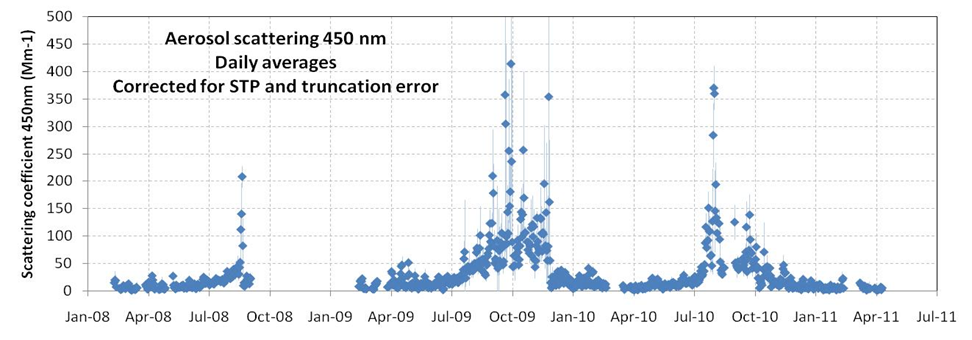 Aerosol scattering 450 nm
Daily averages
Corrected for STP and truncation error
Scattering coefficient 450nm (Mm-1)
500
450
400
350
300
250
200
150
100
50
0
Jan-08 Apr-08 Jul-08 Oct-08 Jan-09 Apr-09 Jul-09 Oct-09 Jan-10 Apr-10 Jul-10 Oct-10 Jan-11 Apr-11 Jul-11